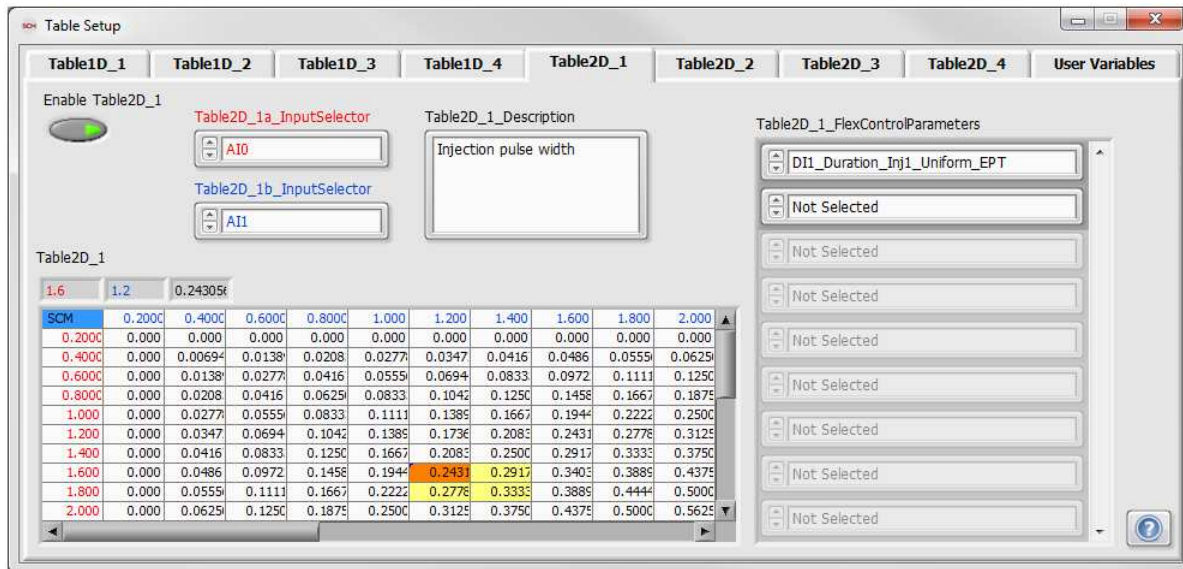 SCM Table Setup
Table1D_1 Table1D_2 Table1D_3 Table1D_4 Table2D_1 Table2D_2 Table2D_3 Table2D_4 User Variables
Enable Table2D_1
Table2D_1a_InputSelector
AI0
Table2D_1b_InputSelector
AI1
Table2D_1_Description
Injection pulse width
Table2D_1_FlexControlParameters
DI1_Duration_Inj1_Uniform_EPT
Not Selected
Not Selected
Not Selected
Not Selected
Not Selected
Not Selected
Not Selected
Not Selected
Table2D_1
1.6 1.2 0.243056
SCM 0.2000 0.4000 0.6000 0.8000 1.000 1.200 1.400 1.600 1.800 2.000
0.2000 0.000 0.000 0.000 0.000 0.000 0.000 0.000 0.000 0.000 0.000
0.4000 0.000 0.00694 0.0138 0.0208 0.0277 0.0347 0.0416 0.0486 0.0555 0.0625
0.6000 0.000 0.0138 0.0277 0.0416 0.0555 0.0694 0.0833 0.0972 0.1111 0.1250
0.8000 0.000 0.0208 0.0416 0.0625 0.0833 0.1042 0.1250 0.1458 0.1667 0.1875
1.000 0.000 0.0277 0.0555 0.0833 0.1111 0.1389 0.1667 0.1944 0.2222 0.2500
1.200 0.000 0.0347 0.0694 0.1042 0.1389 0.1736 0.2083 0.2431 0.2778 0.3125
1.400 0.000 0.0416 0.0833 0.1250 0.1667 0.2083 0.2500 0.2917 0.3333 0.3750
1.600 0.000 0.0486 0.0972 0.1458 0.1944 0.2431 0.2917 0.3403 0.3889 0.4375
1.800 0.000 0.0555 0.1111 0.1667 0.2222 0.2778 0.3333 0.3889 0.4444 0.5000
2.000 0.000 0.0625 0.1250 0.1875 0.2500 0.3125 0.3750 0.4375 0.5000 0.5625
?